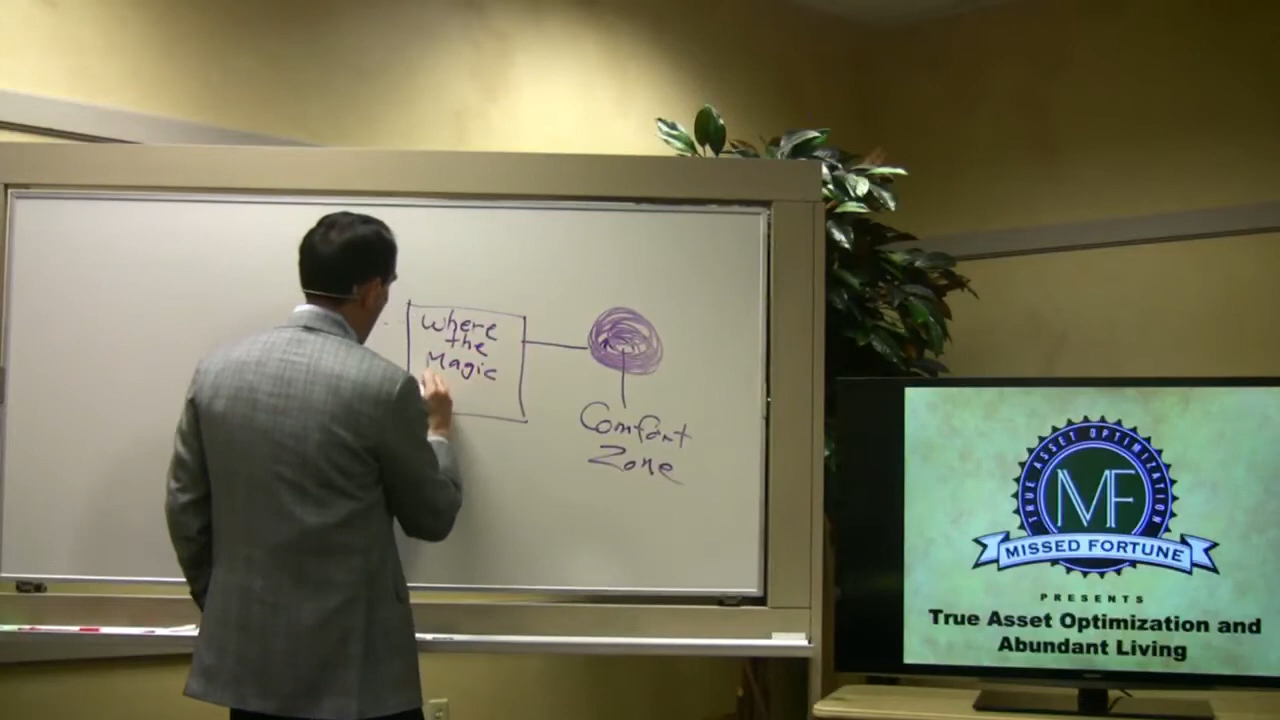 Where
the
Magic
Comfort
Zone
TRUE ASSET OPTIMIZATION
MF
MISSED FORTUNE
PRESENTS
True Asset Optimization and
Abundant Living